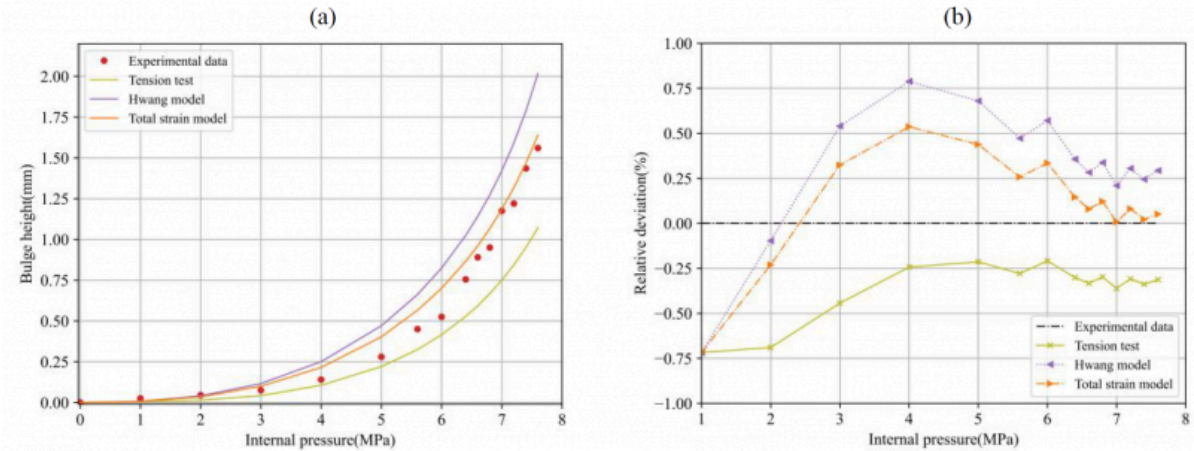 (a)
2.00
1.75
1.50
1.25
1.00
0.75
0.50
0.25
0.00
Bulge height(mm)
Experimental data
Tension test
Hwang model
Total strain model
0 1 2 3 4 5 6 7 8
Internal pressure(MPa)
(b)
1.00
0.75
0.50
0.25
0.00
−0.25
−0.50
−0.75
−1.00
Relative deviation(%)
Experimental data
Tension test
Hwang model
Total strain model
1 2 3 4 5 6 7 8
Internal pressure(MPa)